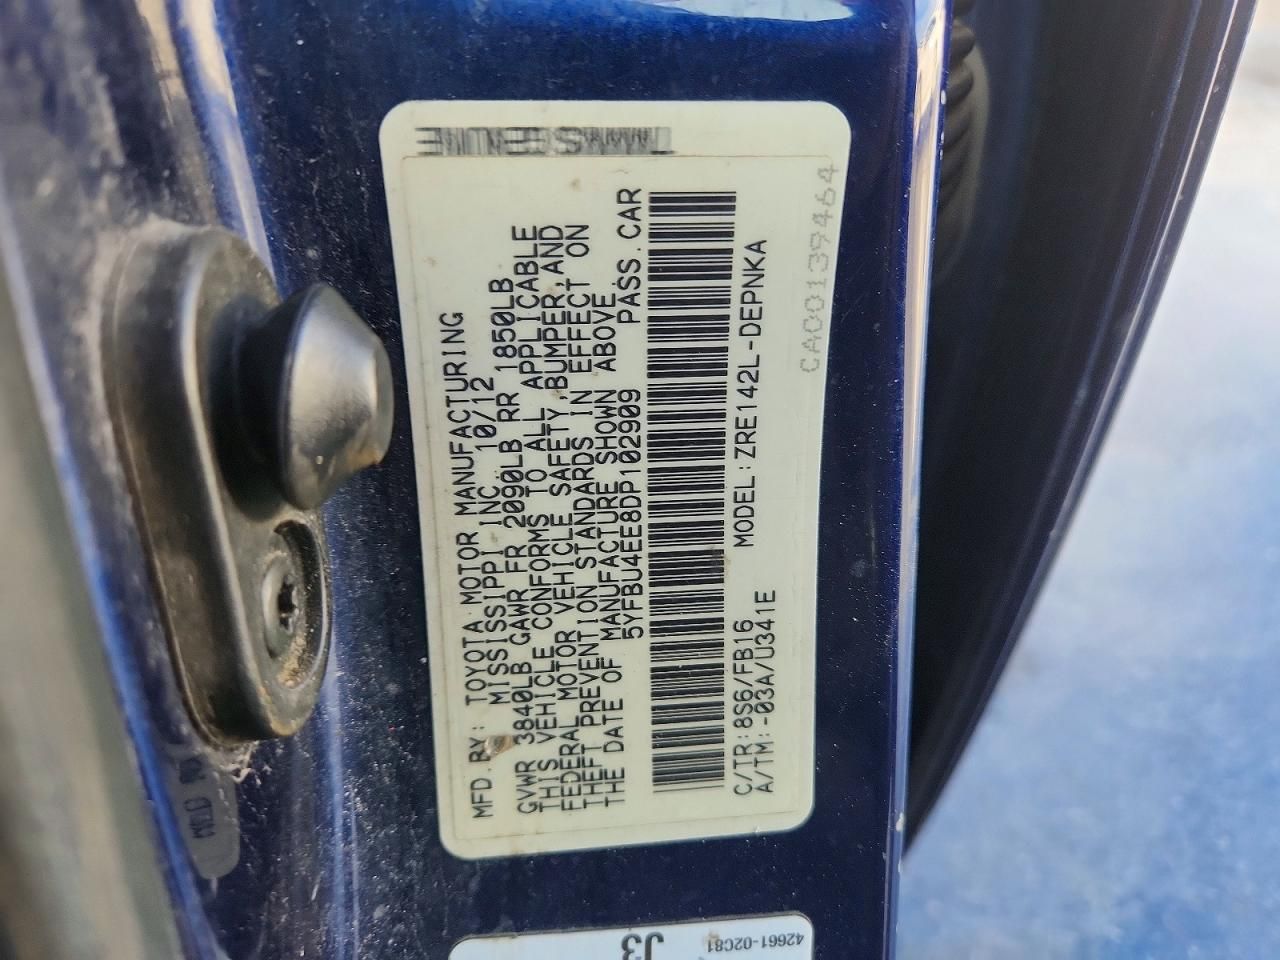 MFD.BY: TOYOTA MOTOR MANUFACTURING
MISSISSIPPI INC. 10/12
GVWR 3840LB GAWR FR 2090LB RR 1850LB
THIS VEHICLE CONFORMS TO ALL APPLICABLE
FEDERAL MOTOR VEHICLE SAFETY,BUMPER,AND
THEFT PREVENTION STANDARDS IN EFFECT ON
THE DATE OF MANUFACTURE SHOWN ABOVE.
5YFBU4EE8DP102909 PASS.CAR
MODEL:ZRE142L-DEPNKA
C/TR:8S6/FB16
A/TM:-03A/U341E
CA00139464
J3
42661-02C81